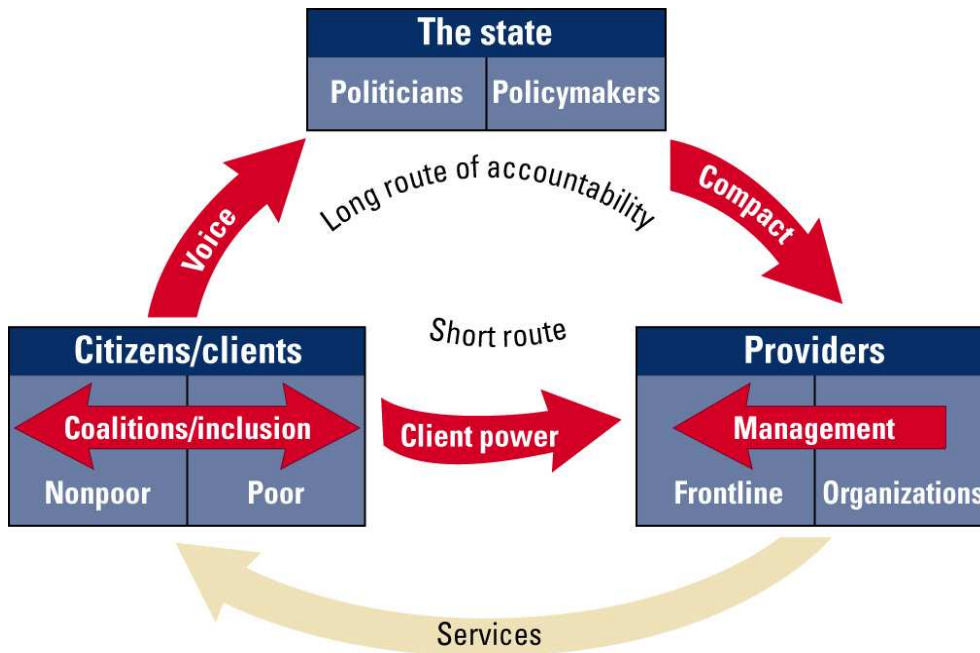 The state
Politicians Policymakers
Long route of accountability
Voice
Compact
Short route
Citizens/clients
Coalitions/inclusion
Nonpoor Poor
Client power
Providers
Management
Frontline Organizations
Services